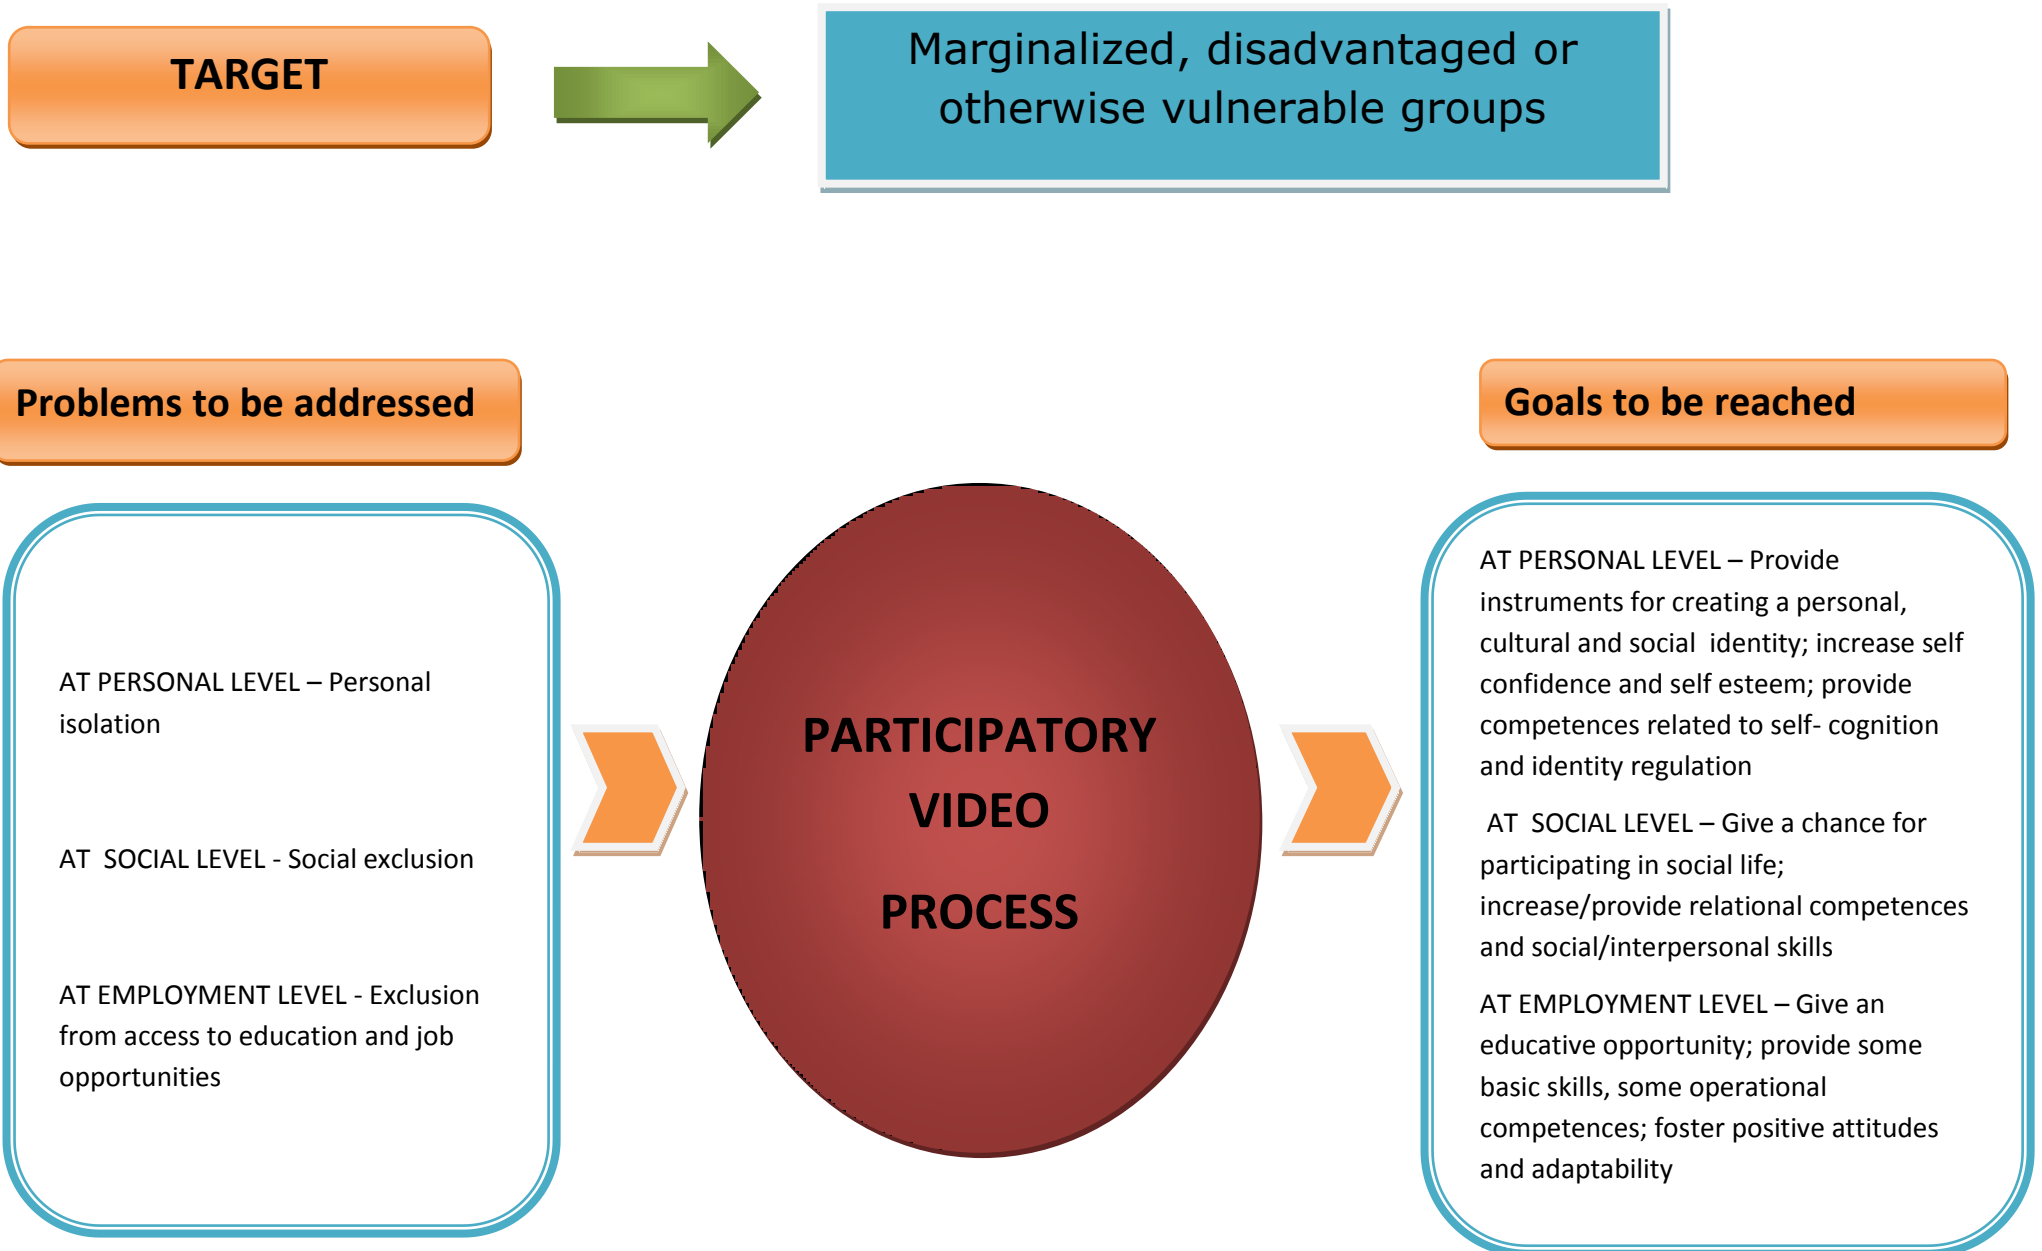 TARGET
Marginalized, disadvantaged or
otherwise vulnerable groups
Problems to be addressed
AT PERSONAL LEVEL – Personal
isolation
AT  SOCIAL LEVEL - Social exclusion
AT EMPLOYMENT LEVEL - Exclusion
from access to education and job
opportunities
PARTICIPATORY
VIDEO
PROCESS
Goals to be reached
AT PERSONAL LEVEL – Provide
instruments for creating a personal,
cultural and social  identity; increase self
confidence and self esteem; provide
competences related to self- cognition
and identity regulation
AT  SOCIAL LEVEL – Give a chance for
participating in social life;
increase/provide relational competences
and social/interpersonal skills
AT EMPLOYMENT LEVEL – Give an
educative opportunity; provide some
basic skills, some operational
competences; foster positive attitudes
and adaptability